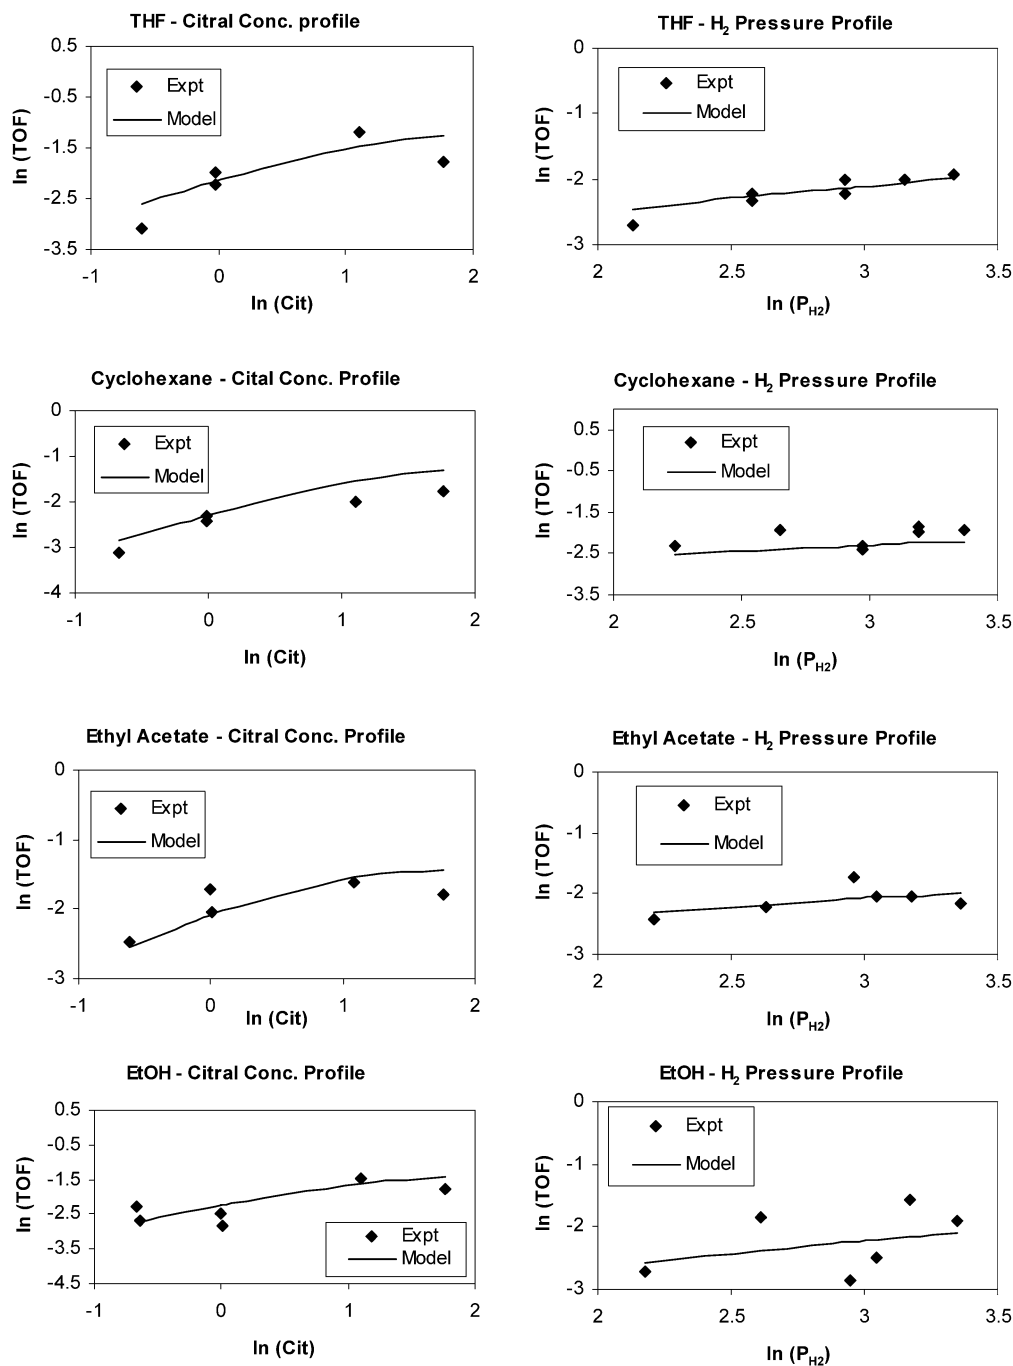 THF - Citral Conc. profile
0.5
-0.5
-1.5
-2.5
-3.5
-1
0
1
2
ln (TOF)
ln (Cit)
Expt
Model
THF - H2 Pressure Profile
0
-1
-2
-3
2
2.5
3
3.5
ln (TOF)
ln (PH2)
Expt
Model
Cyclohexane - Cital Conc. Profile
0
-1
-2
-3
-4
-1
0
1
2
ln (TOF)
ln (Cit)
Expt
Model
Cyclohexane - H2 Pressure Profile
0.5
-0.5
-1.5
-2.5
-3.5
2
2.5
3
3.5
ln (TOF)
ln (PH2)
Expt
Model
Ethyl Acetate - Citral Conc. Profile
0
-1
-2
-3
-1
0
1
2
ln (TOF)
ln (Cit)
Expt
Model
Ethyl Acetate - H2 Pressure Profile
0
-1
-2
-3
2
2.5
3
3.5
ln (TOF)
ln (PH2)
Expt
Model
EtOH - Citral Conc. Profile
0.5
-0.5
-1.5
-2.5
-3.5
-4.5
-1
0
1
2
ln (TOF)
ln (Cit)
Expt
Model
EtOH - H2 Pressure Profile
0
-1
-2
-3
2
2.5
3
3.5
ln (TOF)
ln (PH2)
Expt
Model